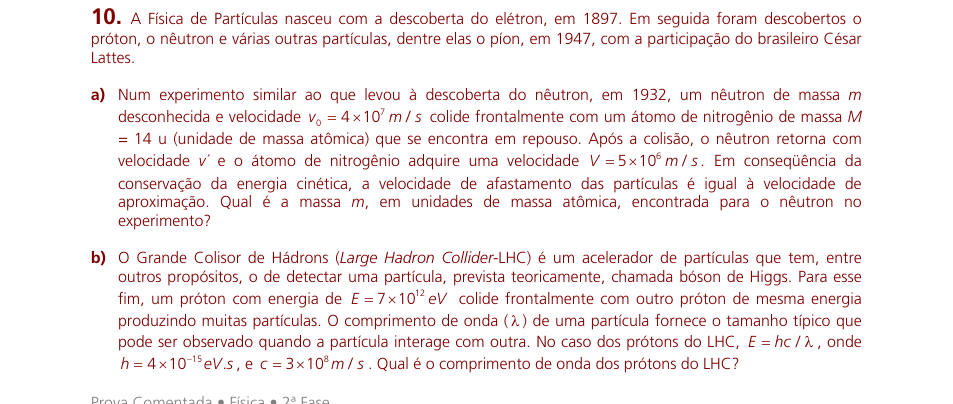 10. A Física de Partículas nasceu com a descoberta do elétron, em 1897. Em seguida foram descobertos o
próton, o nêutron e várias outras partículas, dentre elas o píon, em 1947, com a participação do brasileiro César
Lattes.
a) Num experimento similar ao que levou à descoberta do nêutron, em 1932, um nêutron de massa m
desconhecida e velocidade v₀ = 4×10⁷ m / s colide frontalmente com um átomo de nitrogênio de massa M
= 14 u (unidade de massa atômica) que se encontra em repouso. Após a colisão, o nêutron retorna com
velocidade v´ e o átomo de nitrogênio adquire uma velocidade V = 5×10⁶ m / s. Em conseqüência da
conservação da energia cinética, a velocidade de afastamento das partículas é igual à velocidade de
aproximação. Qual é a massa m, em unidades de massa atômica, encontrada para o nêutron no
experimento?
b) O Grande Colisor de Hádrons (Large Hadron Collider-LHC) é um acelerador de partículas que tem, entre
outros propósitos, o de detectar uma partícula, prevista teoricamente, chamada bóson de Higgs. Para esse
fim, um próton com energia de E = 7×10¹² eV colide frontalmente com outro próton de mesma energia
produzindo muitas partículas. O comprimento de onda (λ) de uma partícula fornece o tamanho típico que
pode ser observado quando a partícula interage com outra. No caso dos prótons do LHC, E = hc / λ, onde
h = 4×10⁻¹⁵ eV.s, e c = 3×10⁸ m / s. Qual é o comprimento de onda dos prótons do LHC?
Prova Comentada • Física • 2ª Fase